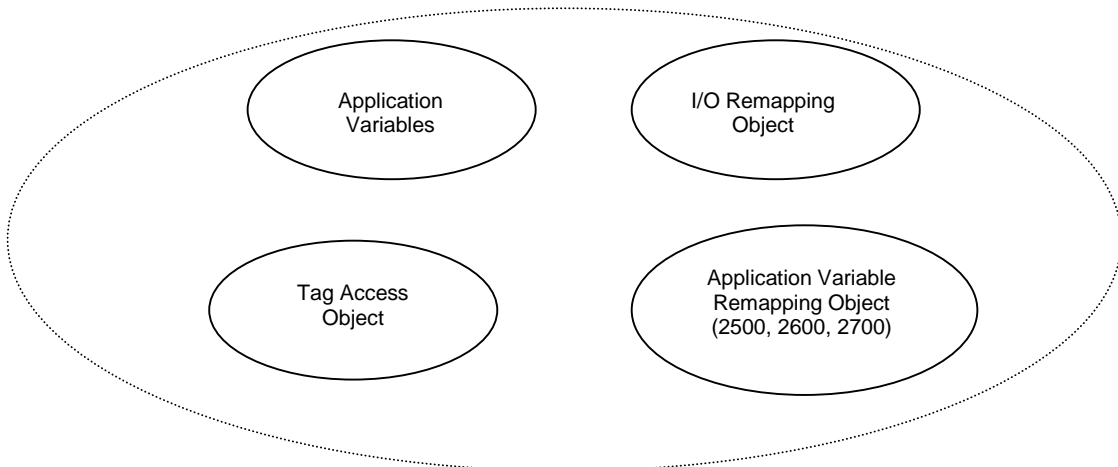 Application
Variables
I/O Remapping
Object
Tag Access
Object
Application Variable
Remapping Object
(2500, 2600, 2700)